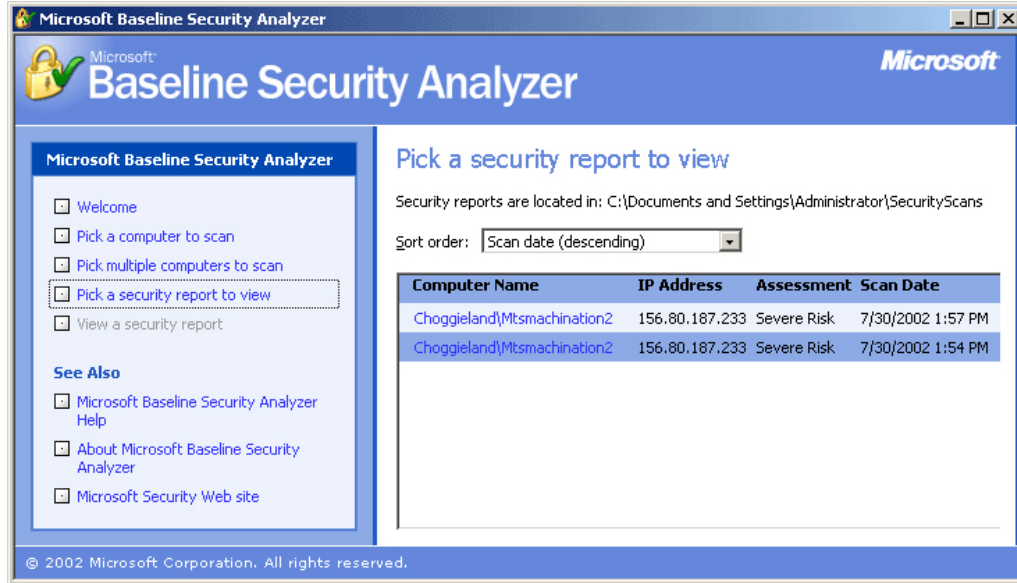 Microsoft Baseline Security Analyzer
Microsoft
Baseline Security Analyzer
Microsoft
Microsoft Baseline Security Analyzer
Welcome
Pick a computer to scan
Pick multiple computers to scan
Pick a security report to view
View a security report
See Also
Microsoft Baseline Security Analyzer
Help
About Microsoft Baseline Security
Analyzer
Microsoft Security Web site
Pick a security report to view
Security reports are located in: C:\Documents and Settings\Administrator\SecurityScans
Sort order: Scan date (descending)
Computer Name IP Address Assessment Scan Date
Choggieland\Mtsmachination2 156.80.187.233 Severe Risk 7/30/2002 1:57 PM
Choggieland\Mtsmachination2 156.80.187.233 Severe Risk 7/30/2002 1:54 PM
© 2002 Microsoft Corporation. All rights reserved.